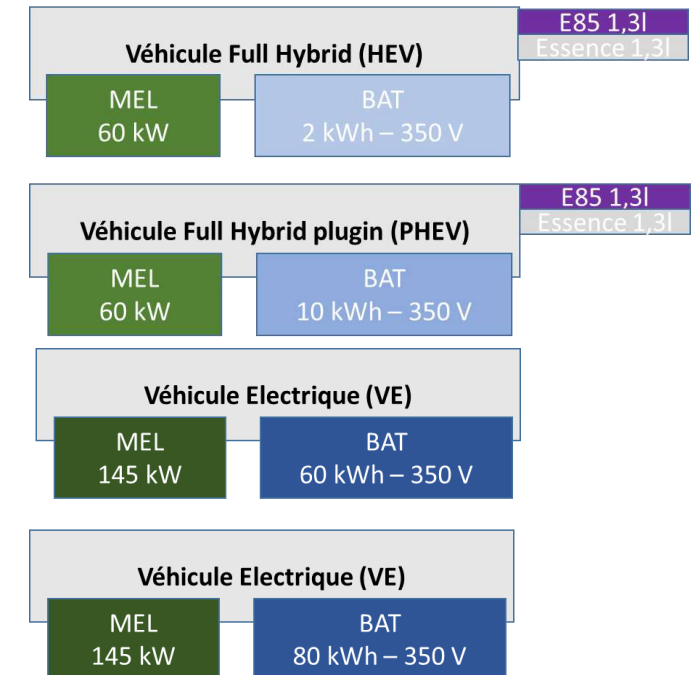 E85 1,3l
Essence 1,3l
Véhicule Full Hybrid (HEV)
MEL
60 kW
BAT
2 kWh – 350 V
E85 1,3l
Essence 1,3l
Véhicule Full Hybrid plugin (PHEV)
MEL
60 kW
BAT
10 kWh – 350 V
Véhicule Electrique (VE)
MEL
145 kW
BAT
60 kWh – 350 V
Véhicule Electrique (VE)
MEL
145 kW
BAT
80 kWh – 350 V